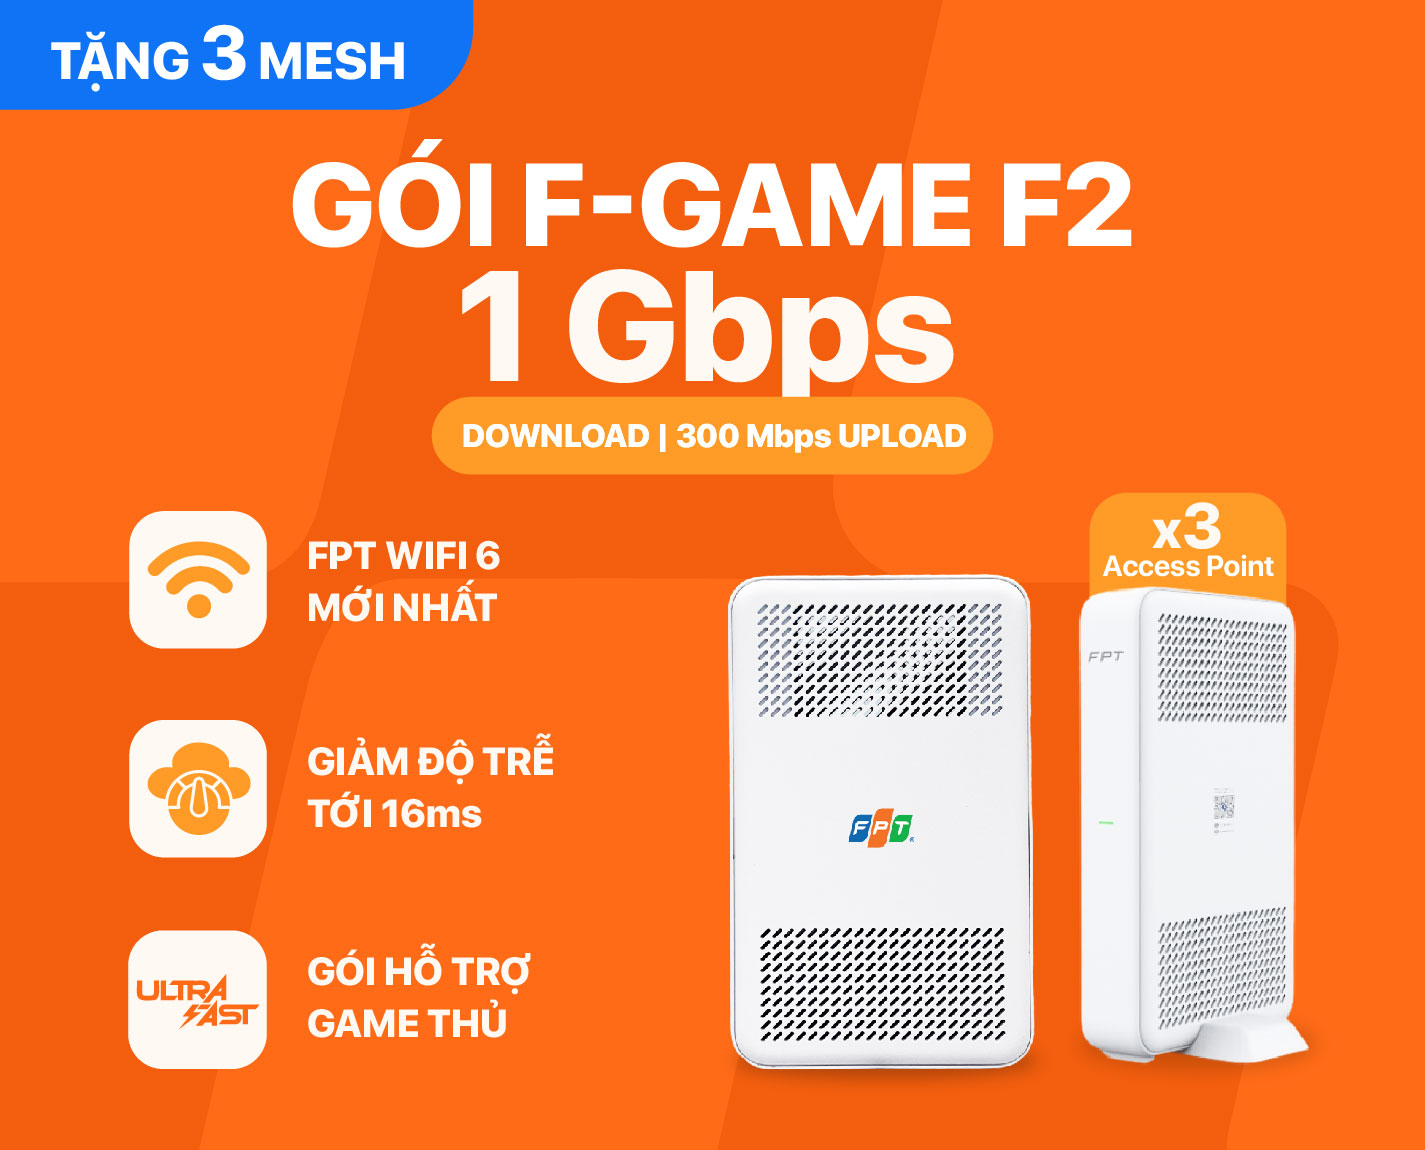 TẶNG 3 MESH
GÓI F-GAME F2
1 Gbps
DOWNLOAD | 300 Mbps UPLOAD
FPT WIFI 6
MỚI NHẤT
GIẢM ĐỘ TRỄ
TỚI 16ms
ULTRA
FAST
GÓI HỖ TRỢ
GAME THỦ
x3
Access Point
FPT
FPT